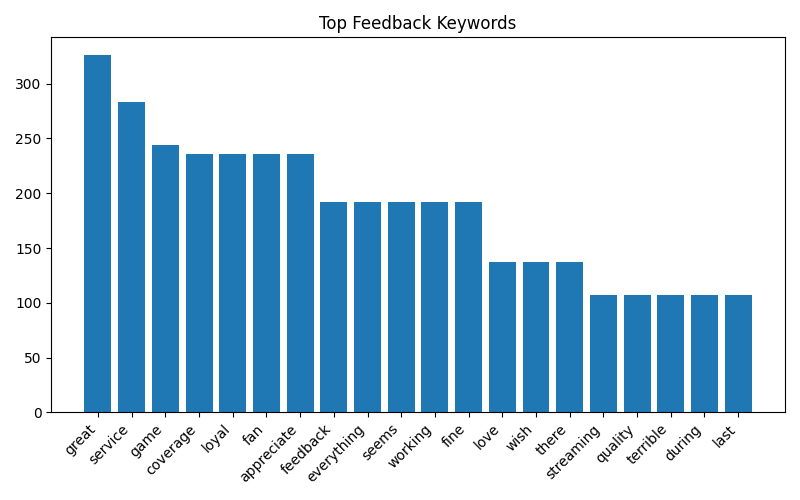 Top Feedback Keywords
300
250
200
150
100
50
0
great
service
game
coverage
loyal
fan
appreciate
feedback
everything
seems
working
fine
love
wish
there
streaming
quality
terrible
during
last